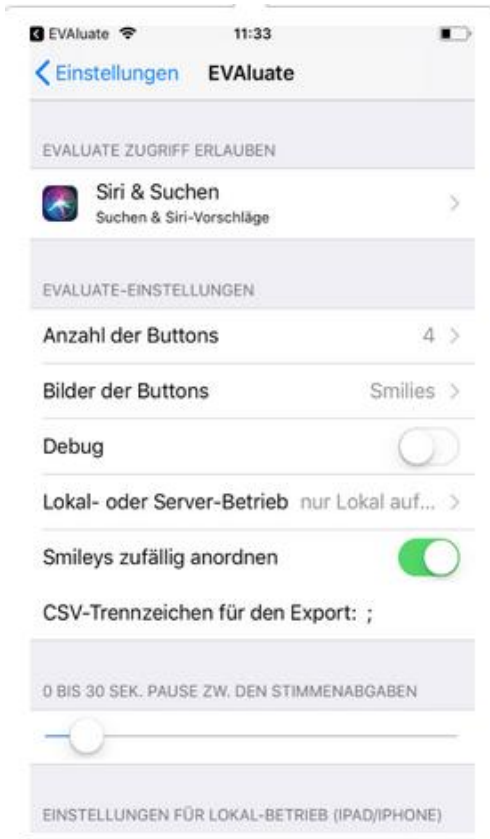 EVAluate 11:33
Einstellungen EVAluate
EVALUATE ZUGRIFF ERLAUBEN
Siri & Suchen
Suchen & Siri-Vorschläge
EVALUATE-EINSTELLUNGEN
Anzahl der Buttons 4
Bilder der Buttons Smilies
Debug
Lokal- oder Server-Betrieb nur Lokal auf...
Smileys zufällig anordnen
CSV-Trennzeichen für den Export: ;
0 BIS 30 SEK. PAUSE ZW. DEN STIMMENABGABEN
EINSTELLUNGEN FÜR LOKAL-BETRIEB (IPAD/IPHONE)